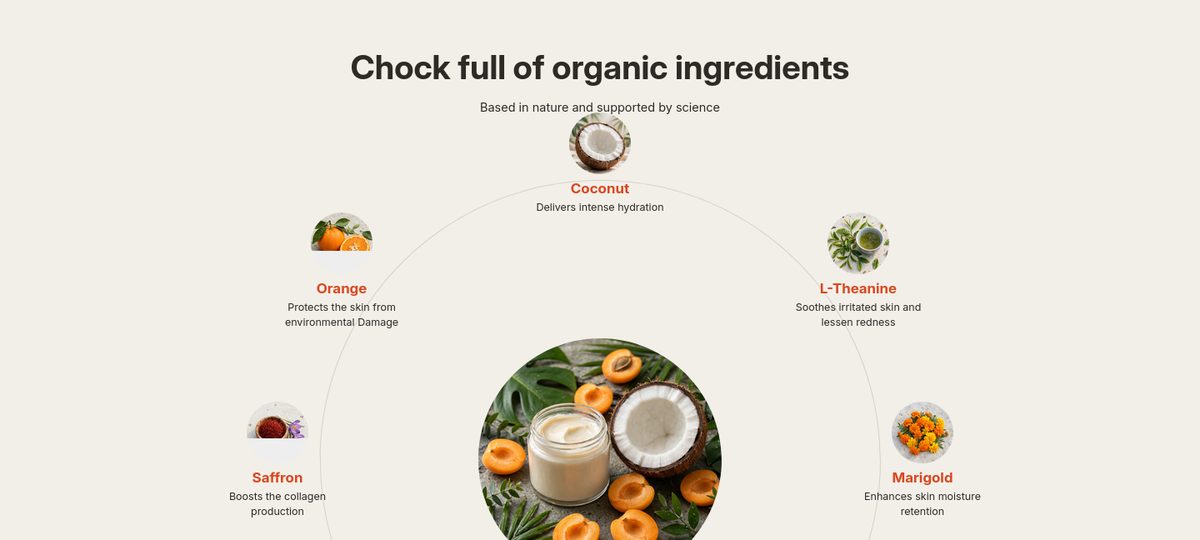 Chock full of organic ingredients
Based in nature and supported by science
Coconut
Delivers intense hydration
Orange
Protects the skin from
environmental Damage
L-Theanine
Soothes irritated skin and
lessen redness
Saffron
Boosts the collagen
production
Marigold
Enhances skin moisture
retention